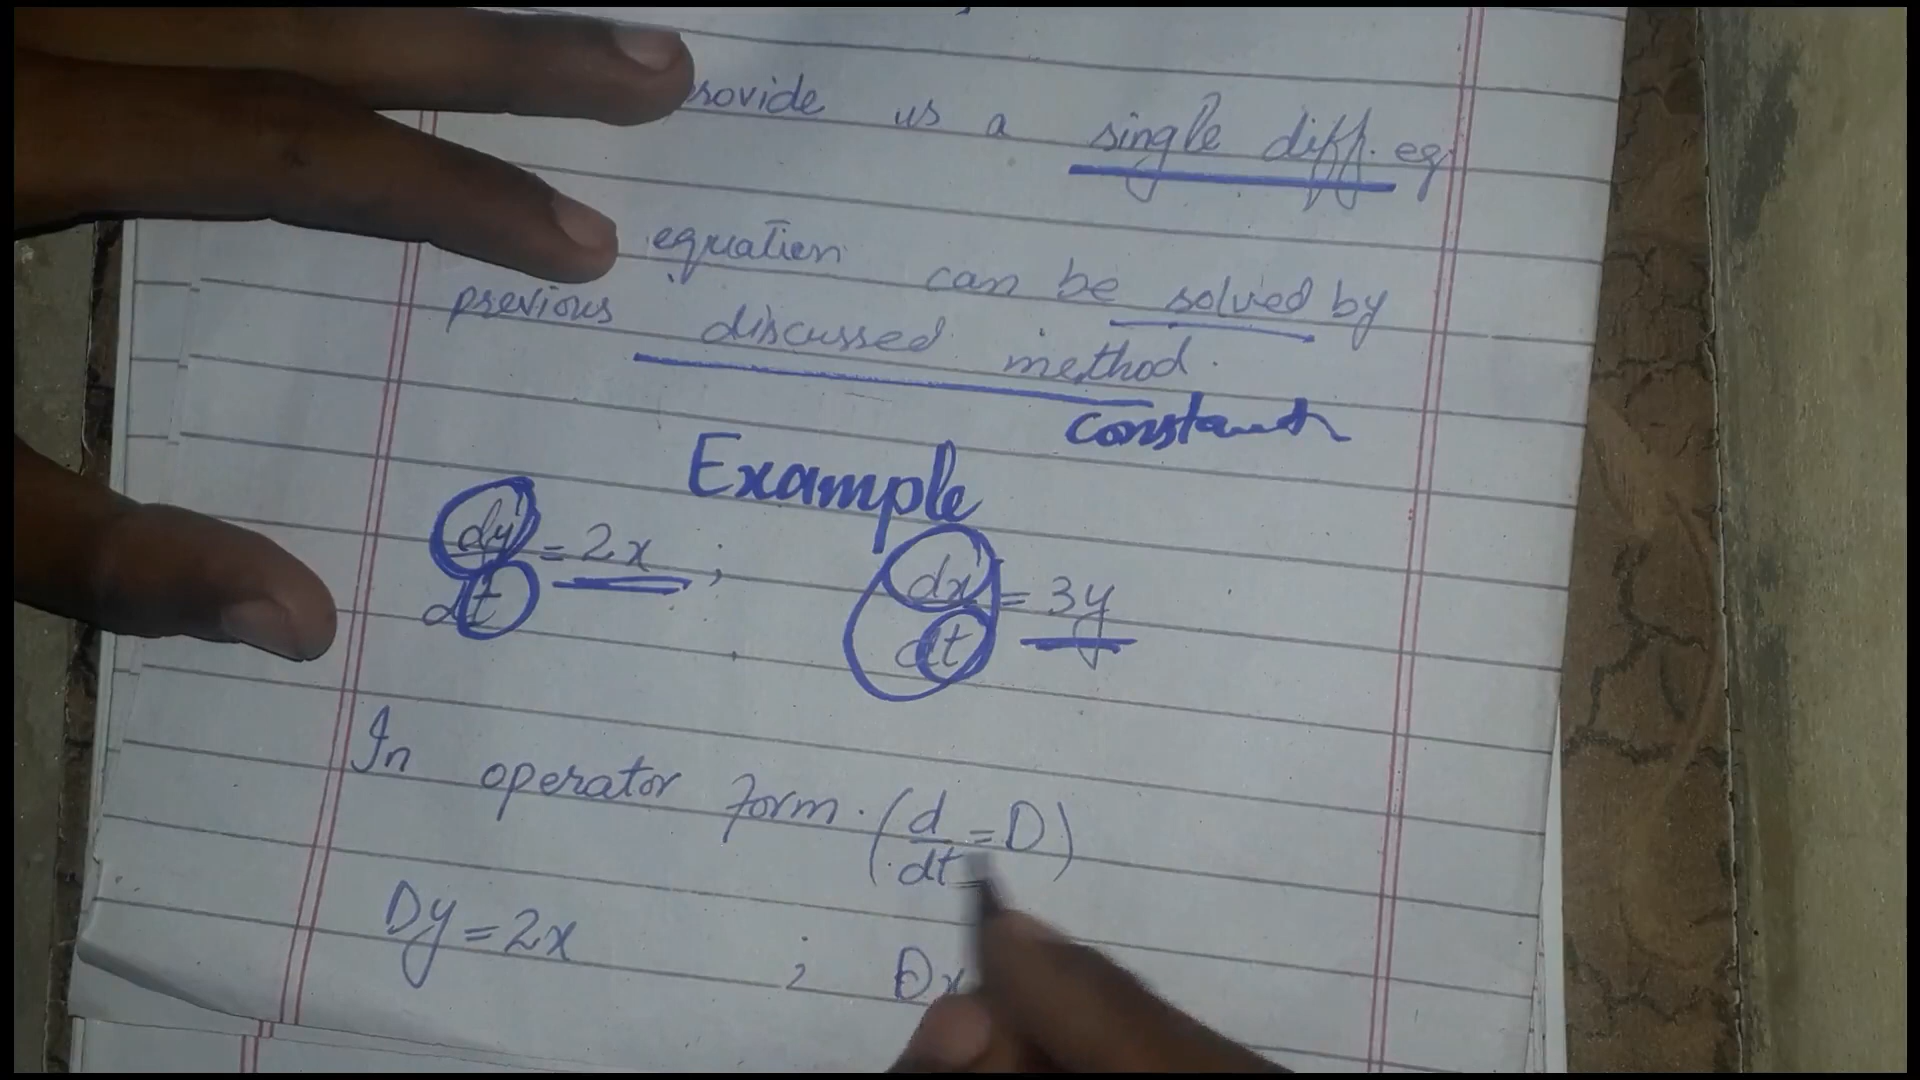 rovide us a single diff. eq
equation can be solved by
previous discussed method.
constant
Example
dy/dt = 2x ; dx/dt = 3y
In operator form. (d/dt = D)
Dy = 2x ; Dx